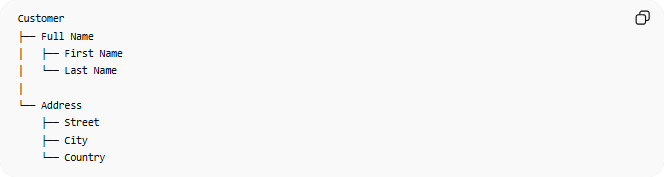 Customer
├── Full Name
│   ├── First Name
│   └── Last Name
│
└── Address
    ├── Street
    ├── City
    └── Country